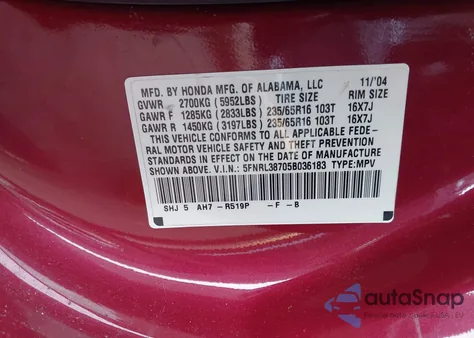 MFD. BY HONDA MFG. OF ALABAMA, LLC 11/'04
GVWR 2700KG (5952LBS) TIRE SIZE RIM SIZE
GAWR F 1285KG (2833LBS) 235/65R16 103T 16X7J
GAWR R 1450KG (3197LBS) 235/65R16 103T 16X7J
THIS VEHICLE CONFORMS TO ALL APPLICABLE FEDE-
RAL MOTOR VEHICLE SAFETY AND THEFT PREVENTION
STANDARDS IN EFFECT ON THE DATE OF MANUFACTURE
SHOWN ABOVE. V.I.N.: 5FNRL38705B036183 TYPE:MPV
SHJ 5 AH7 - R519P - F - B
autoSnap